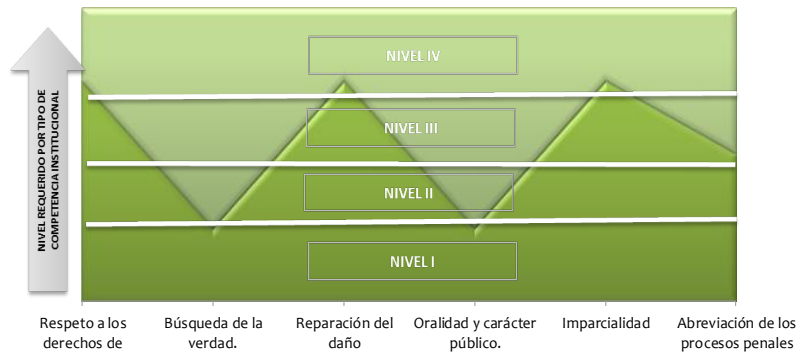 NIVEL REQUERIDO POR TIPO DE
COMPETENCIA INSTITUCIONAL
NIVEL IV
NIVEL III
NIVEL II
NIVEL I
Respeto a los
derechos de
Búsqueda de la
verdad.
Reparación del
daño
Oralidad y carácter
público.
Imparcialidad
Abreviación de los
procesos penales